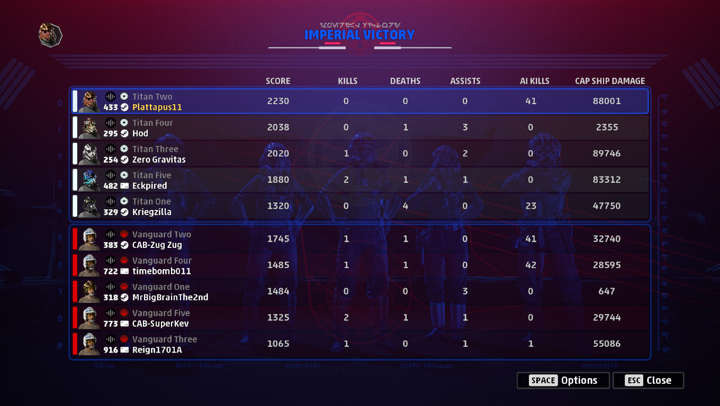 IMPERIAL VICTORY
SCORE KILLS DEATHS ASSISTS AI KILLS CAP SHIP DAMAGE
Titan Two
433 Plattapus11 2230 0 0 0 41 88001
Titan Four
295 Hod 2038 0 1 3 0 2355
Titan Three
254 Zero Gravitas 2020 1 0 2 0 89746
Titan Five
482 Eckpired 1880 2 1 1 0 83312
Titan One
329 Kriegzilla 1320 0 4 0 23 47750
Vanguard Two
383 CAB-Zug Zug 1745 1 1 0 41 32740
Vanguard Four
722 timebomb011 1485 1 1 0 42 28595
Vanguard One
318 MrBigBrainThe2nd 1484 0 0 3 0 647
Vanguard Five
773 CAB-SuperKev 1325 2 1 1 0 29744
Vanguard Three
916 Reign1701A 1065 1 0 1 1 55086
SPACE Options ESC Close